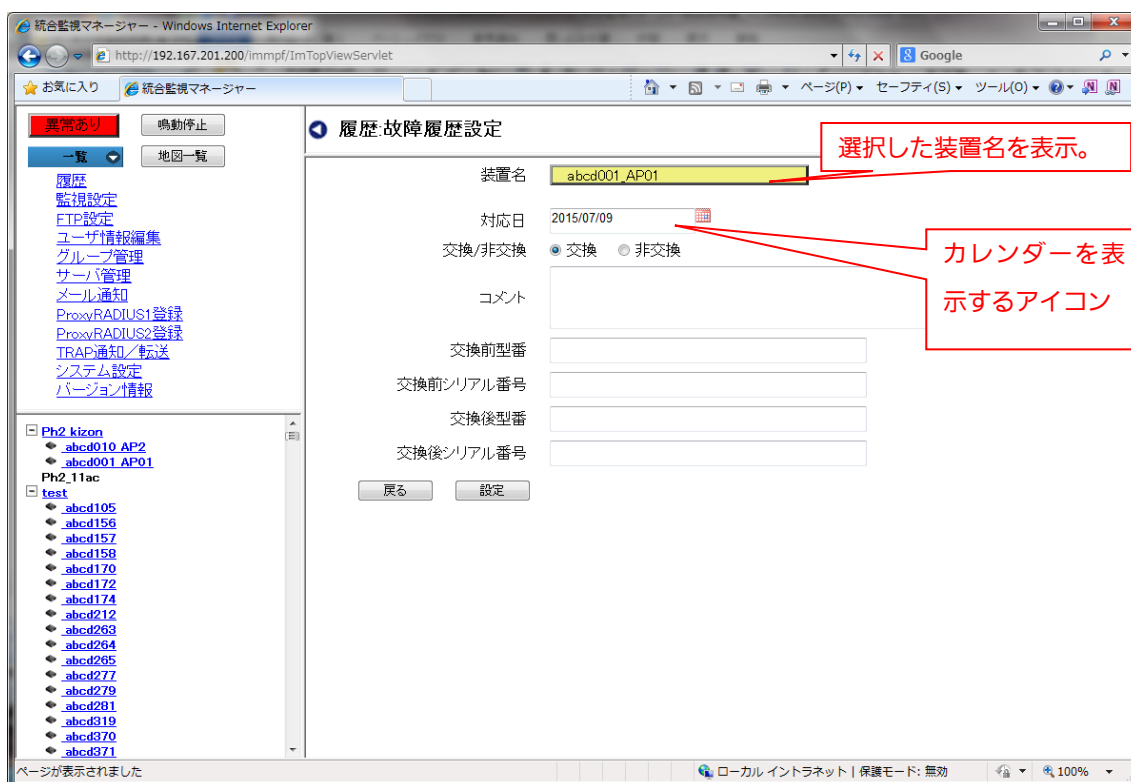 統合監視マネージャー - Windows Internet Explorer
http://192.167.201.200/immpf/ImTopViewServlet
Google
お気に入り
統合監視マネージャー
ページ(P)
セーフティ(S)
ツール(O)
異常あり
鳴動停止
一覧
地図一覧
履歴
監視設定
FTP設定
ユーザ情報編集
グループ管理
サーバ管理
メール通知
ProxyRADIUS1登録
ProxyRADIUS2登録
TRAP通知／転送
システム設定
バージョン情報
Ph2_kizon
abcd010_AP2
abcd001_AP01
Ph2_11ac
test
abcd105
abcd156
abcd157
abcd158
abcd170
abcd172
abcd174
abcd212
abcd263
abcd264
abcd265
abcd277
abcd279
abcd281
abcd319
abcd370
abcd371
履歴:故障履歴設定
選択した装置名を表示。
装置名 abcd001_AP01
対応日 2015/07/09
カレンダーを表
示するアイコン
交換/非交換 交換 非交換
コメント
交換前型番
交換前シリアル番号
交換後型番
交換後シリアル番号
戻る 設定
ページが表示されました
ローカル イントラネット | 保護モード: 無効
100%